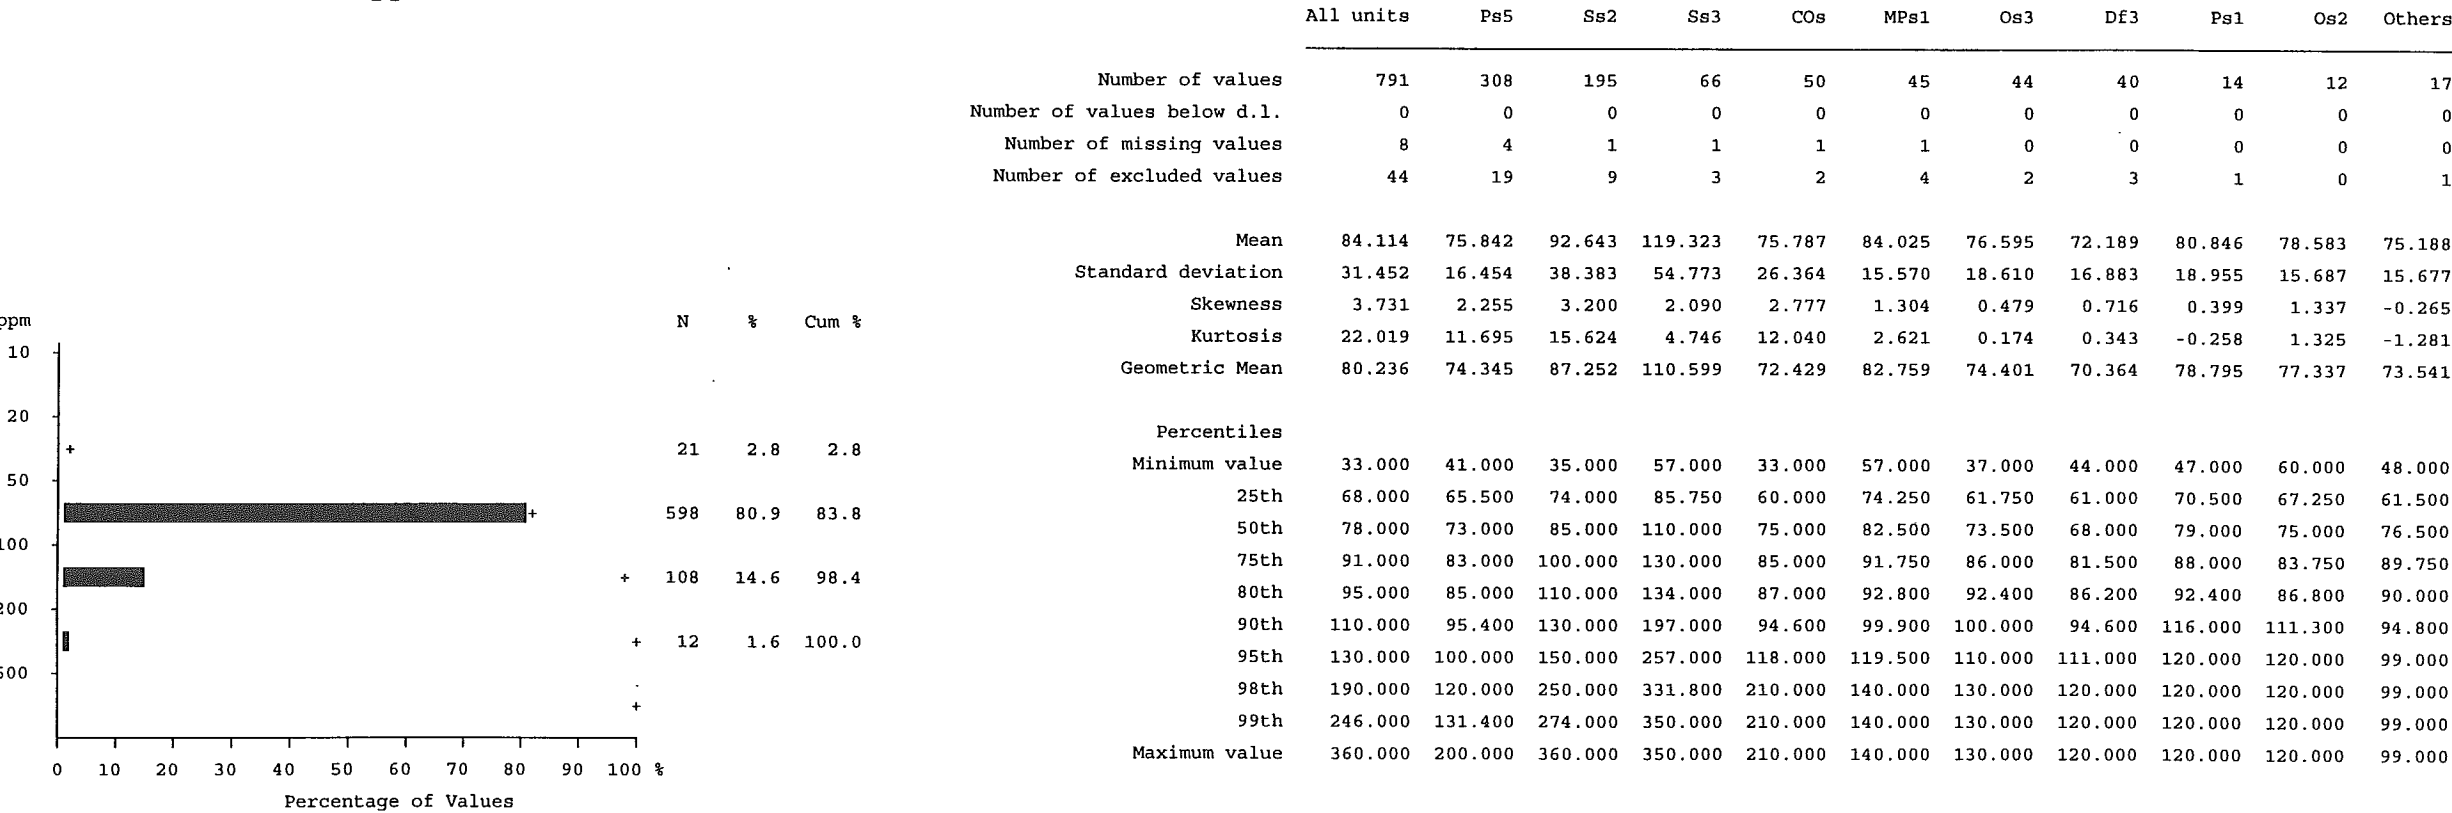 All units Ps5 Ss2 Ss3 COs MPs1 Os3 Df3 Ps1 Os2 Others
Number of values 791 308 195 66 50 45 44 40 14 12 17
Number of values below d.l. 0 0 0 0 0 0 0 0 0 0 0
Number of missing values 8 4 1 1 1 1 0 0 0 0 0
Number of excluded values 44 19 9 3 2 4 2 3 1 0 1
Mean 84.114 75.842 92.643 119.323 75.787 84.025 76.595 72.189 80.846 78.583 75.188
Standard deviation 31.452 16.454 38.383 54.773 26.364 15.570 18.610 16.883 18.955 15.687 15.677
Skewness 3.731 2.255 3.200 2.090 2.777 1.304 0.479 0.716 0.399 1.337 -0.265
Kurtosis 22.019 11.695 15.624 4.746 12.040 2.621 0.174 0.343 -0.258 1.325 -1.281
Geometric Mean 80.236 74.345 87.252 110.599 72.429 82.759 74.401 70.364 78.795 77.337 73.541
Percentiles
Minimum value 33.000 41.000 35.000 57.000 33.000 57.000 37.000 44.000 47.000 60.000 48.000
25th 68.000 65.500 74.000 85.750 60.000 74.250 61.750 61.000 70.500 67.250 61.500
50th 78.000 73.000 85.000 110.000 75.000 82.500 73.500 68.000 79.000 75.000 76.500
75th 91.000 83.000 100.000 130.000 85.000 91.750 86.000 81.500 88.000 83.750 89.750
80th 95.000 85.000 110.000 134.000 87.000 92.800 92.400 86.200 92.400 86.800 90.000
90th 110.000 95.400 130.000 197.000 94.600 99.900 100.000 94.600 116.000 111.300 94.800
95th 130.000 100.000 150.000 257.000 118.000 119.500 110.000 111.000 120.000 120.000 99.000
98th 190.000 120.000 250.000 331.800 210.000 140.000 130.000 120.000 120.000 120.000 99.000
99th 246.000 131.400 274.000 350.000 210.000 140.000 130.000 120.000 120.000 120.000 99.000
Maximum value 360.000 200.000 360.000 350.000 210.000 140.000 130.000 120.000 120.000 120.000 99.000
ppm N % Cum %
10
20
+ 21 2.8 2.8
50
+ 598 80.9 83.8
100
+ 108 14.6 98.4
200
+ 12 1.6 100.0
500
+
0 10 20 30 40 50 60 70 80 90 100 %
Percentage of Values